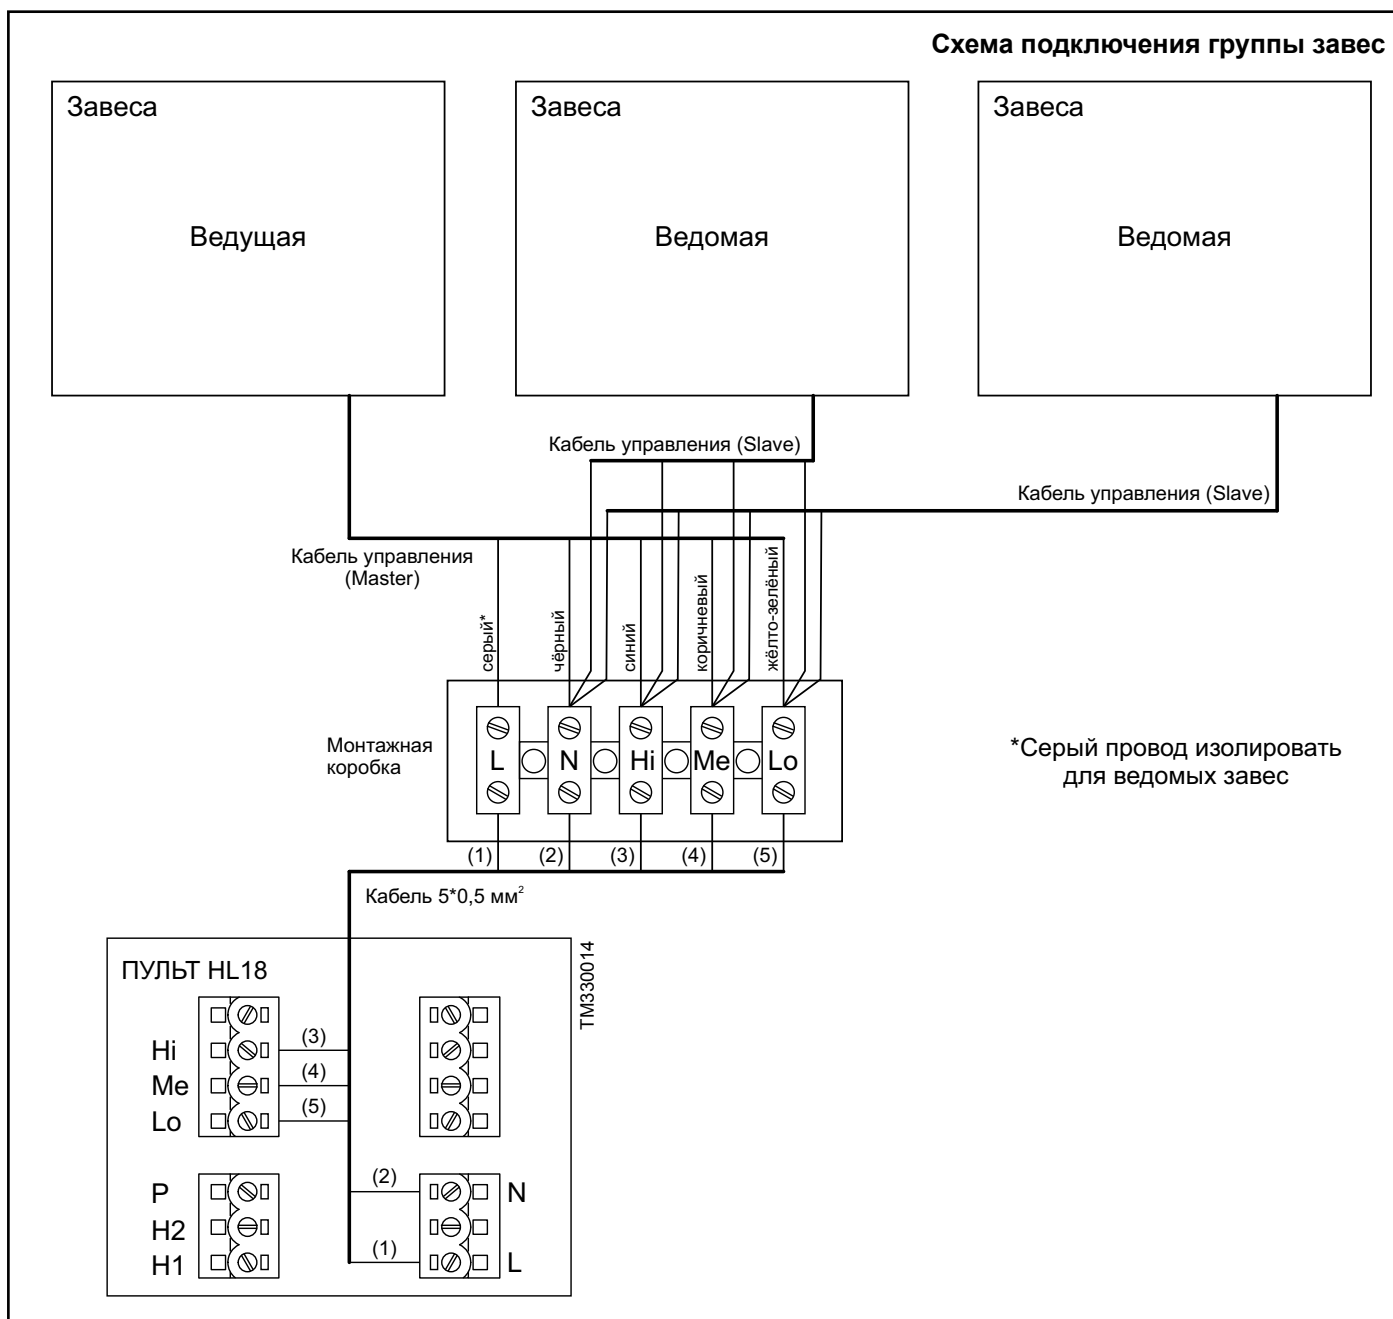 Схема подключения группы завес
Завеса
Ведущая
Завеса
Ведомая
Завеса
Ведомая
Кабель управления (Slave)
Кабель управления (Slave)
Кабель управления
(Master)
серый*
чёрный
синий
коричневый
жёлто-зелёный
Монтажная
коробка
L
N
Hi
Me
Lo
*Серый провод изолировать
для ведомых завес
(1)
(2)
(3)
(4)
(5)
Кабель 5*0,5 мм²
ПУЛЬТ HL18
TM330014
Hi
(3)
Me
(4)
Lo
(5)
P
(2)
N
H2
H1
(1)
L